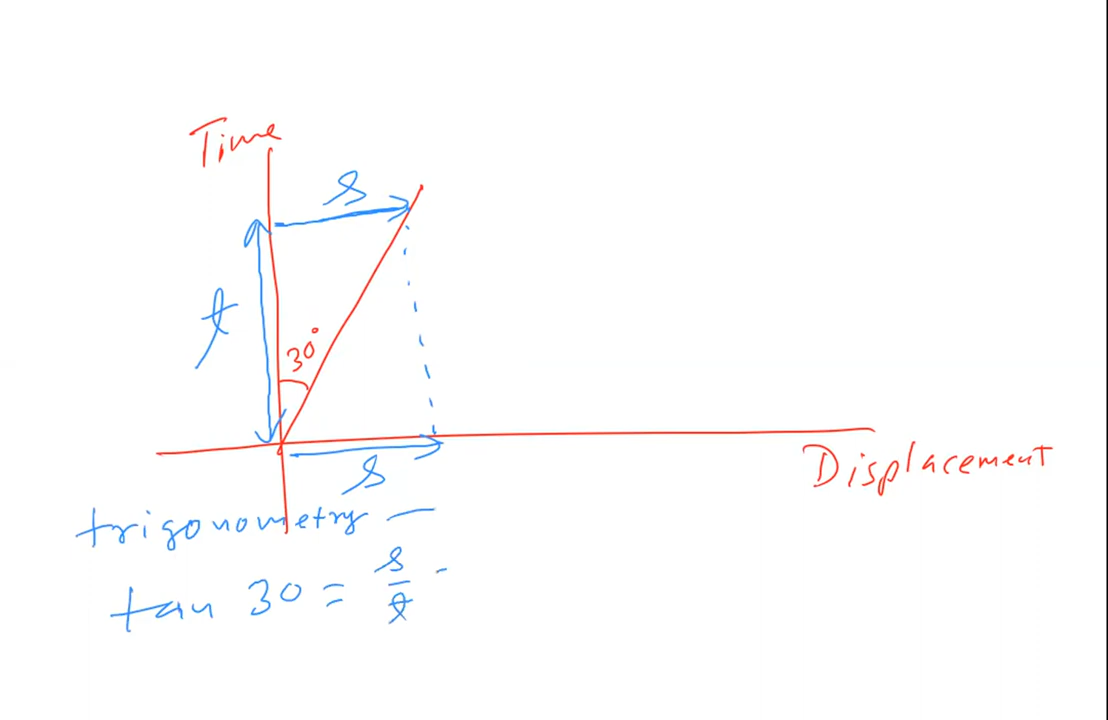 Time
s
t
30°
s
Displacement
trigonometry —
tan 30 = s/t -